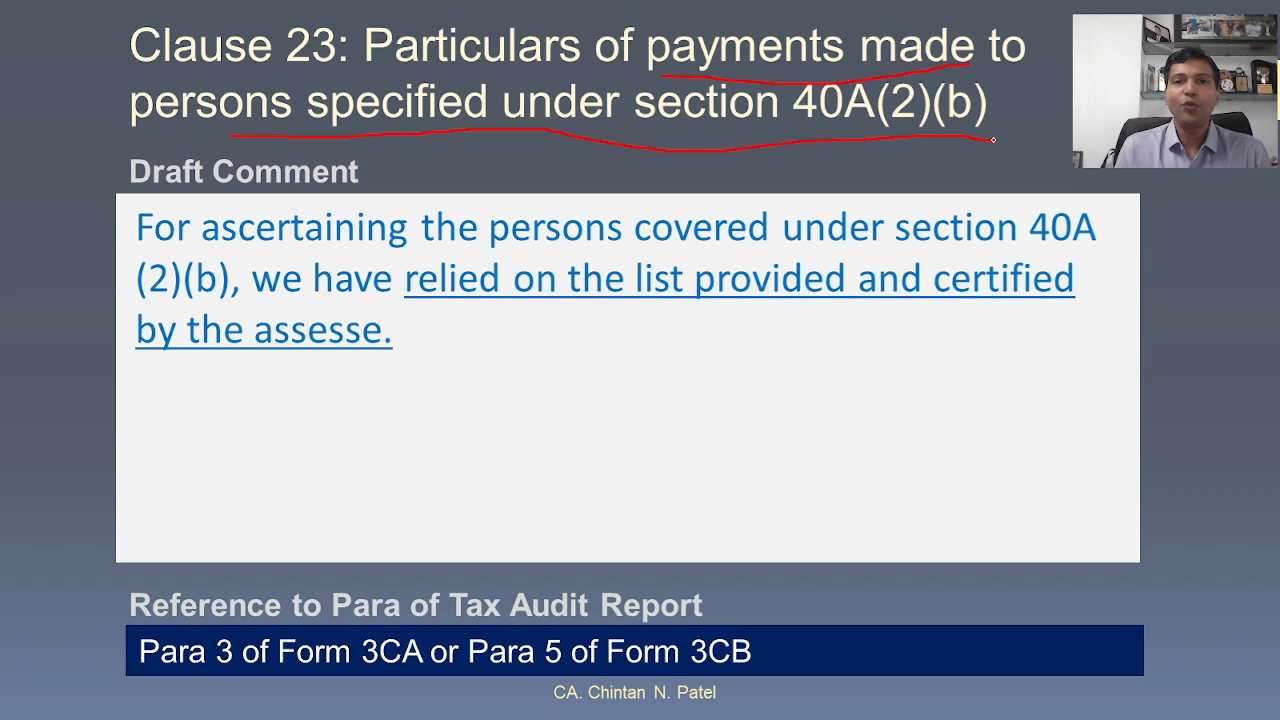 Clause 23: Particulars of payments made to
persons specified under section 40A(2)(b)
Draft Comment
For ascertaining the persons covered under section 40A
(2)(b), we have relied on the list provided and certified
by the assesse.
Reference to Para of Tax Audit Report
Para 3 of Form 3CA or Para 5 of Form 3CB
CA. Chintan N. Patel